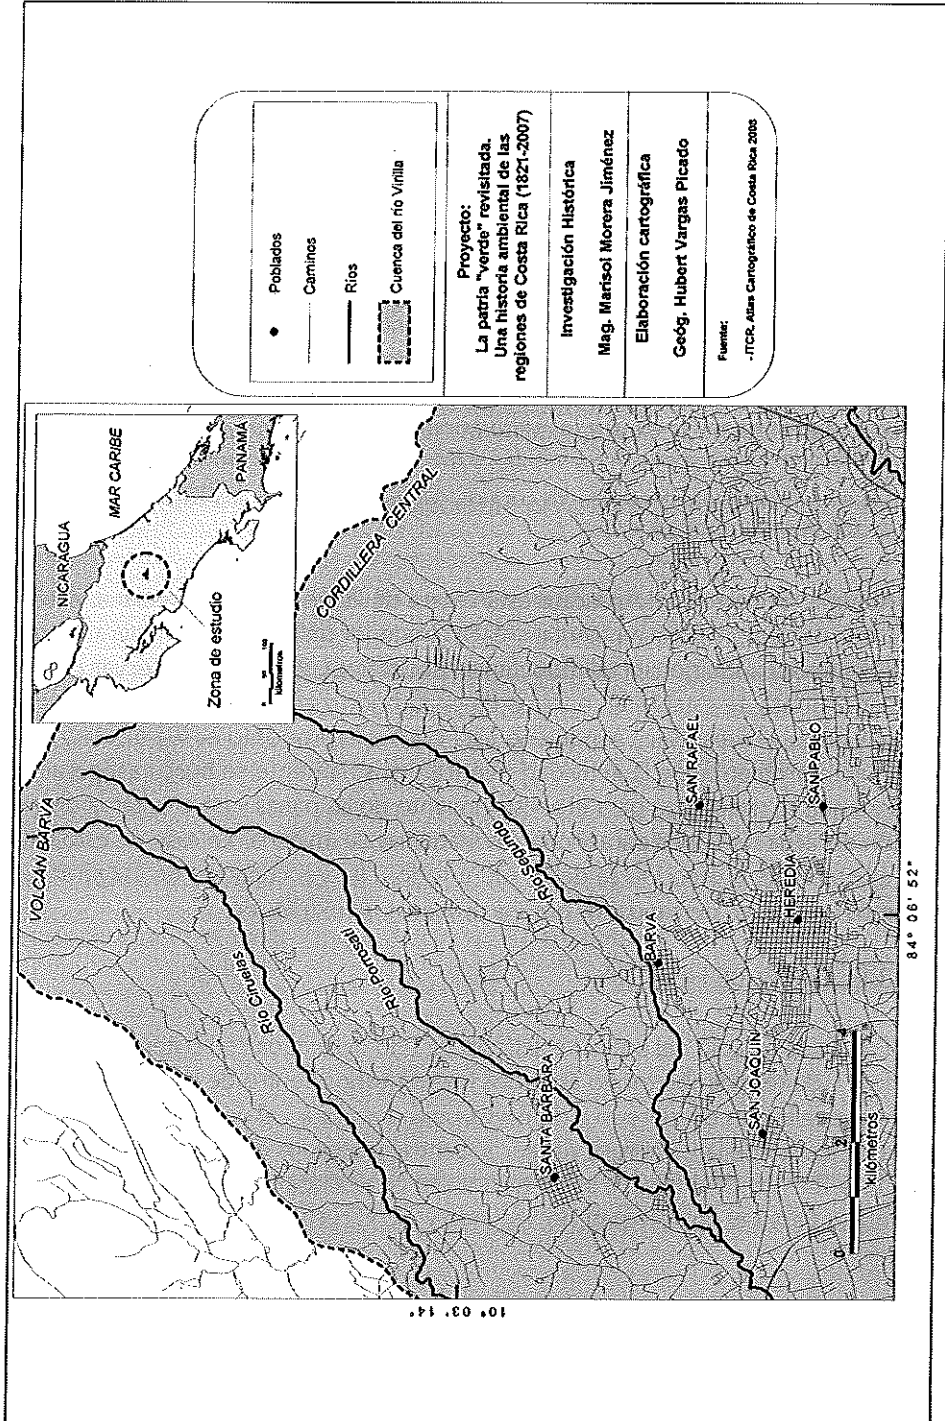 NICARAGUA
MAR CARIBE
PANAMÁ
Zona de estudio
0 50 100
kilómetros
VOLCÁN BARVA
CORDILLERA CENTRAL
Río Ciruelas
Río Porrosatí
Río Segundo
SANTA BÁRBARA
BARVA
SAN RAFAEL
SAN JOAQUÍN
HEREDIA
SAN PABLO
0 2 4
kilómetros
10° 03' 14"
84° 06' 52"
Poblados
Caminos
Ríos
Cuenca del río Virilla
Proyecto:
La patria "verde" revisitada.
Una historia ambiental de las
regiones de Costa Rica (1821-2007)
Investigación Histórica
Mag. Marisol Morera Jiménez
Elaboración cartográfica
Geóg. Hubert Vargas Picado
Fuente:
-ITCR. Atlas Cartográfico de Costa Rica